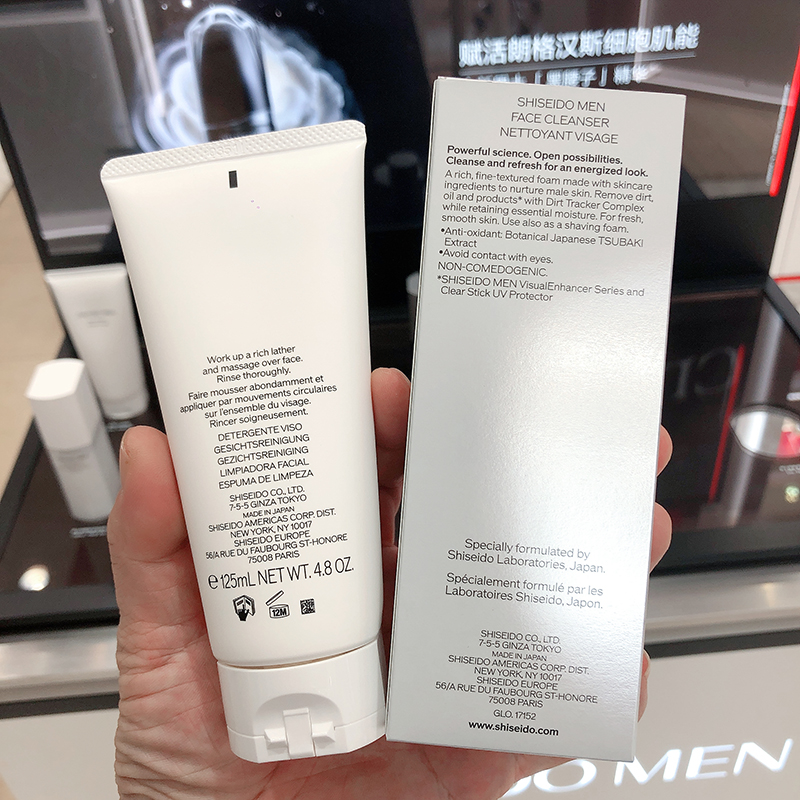 赋活朗格汉斯细胞肌能
Work up a rich lather
and massage over face.
Rinse thoroughly.
Faire mousser abondamment et
appliquer par mouvements circulaires
sur l'ensemble du visage.
Rincer soigneusement.
DETERGENTE VISO
GESICHTSREINIGUNG
GEZICHTSREINIGING
LIMPIADORA FACIAL
ESPUMA DE LIMPEZA
SHISEIDO CO., LTD.
7-5-5 GINZA TOKYO
MADE IN JAPAN
SHISEIDO AMERICAS CORP. DIST.
NEW YORK, NY 10017
SHISEIDO EUROPE
56/A RUE DU FAUBOURG ST-HONORE
75008 PARIS
℮ 125mL NET WT. 4.8 OZ.
12M
SHISEIDO MEN
FACE CLEANSER
NETTOYANT VISAGE
Powerful science. Open possibilities.
Cleanse and refresh for an energized look.
A rich, fine-textured foam made with skincare
ingredients to nurture male skin. Remove dirt,
oil and products* with Dirt Tracker Complex
while retaining essential moisture. For fresh,
smooth skin. Use also as a shaving foam.
•Anti-oxidant: Botanical Japanese TSUBAKI
Extract
•Avoid contact with eyes.
NON-COMEDOGENIC.
*SHISEIDO MEN VisualEnhancer Series and
Clear Stick UV Protector
Specially formulated by
Shiseido Laboratories, Japan.
Spécialement formulé par les
Laboratoires Shiseido, Japon.
SHISEIDO CO., LTD.
7-5-5 GINZA TOKYO
MADE IN JAPAN
SHISEIDO AMERICAS CORP. DIST.
NEW YORK, NY 10017
SHISEIDO EUROPE
56/A RUE DU FAUBOURG ST-HONORE
75008 PARIS
GLO. 17152
www.shiseido.com
DO MEN